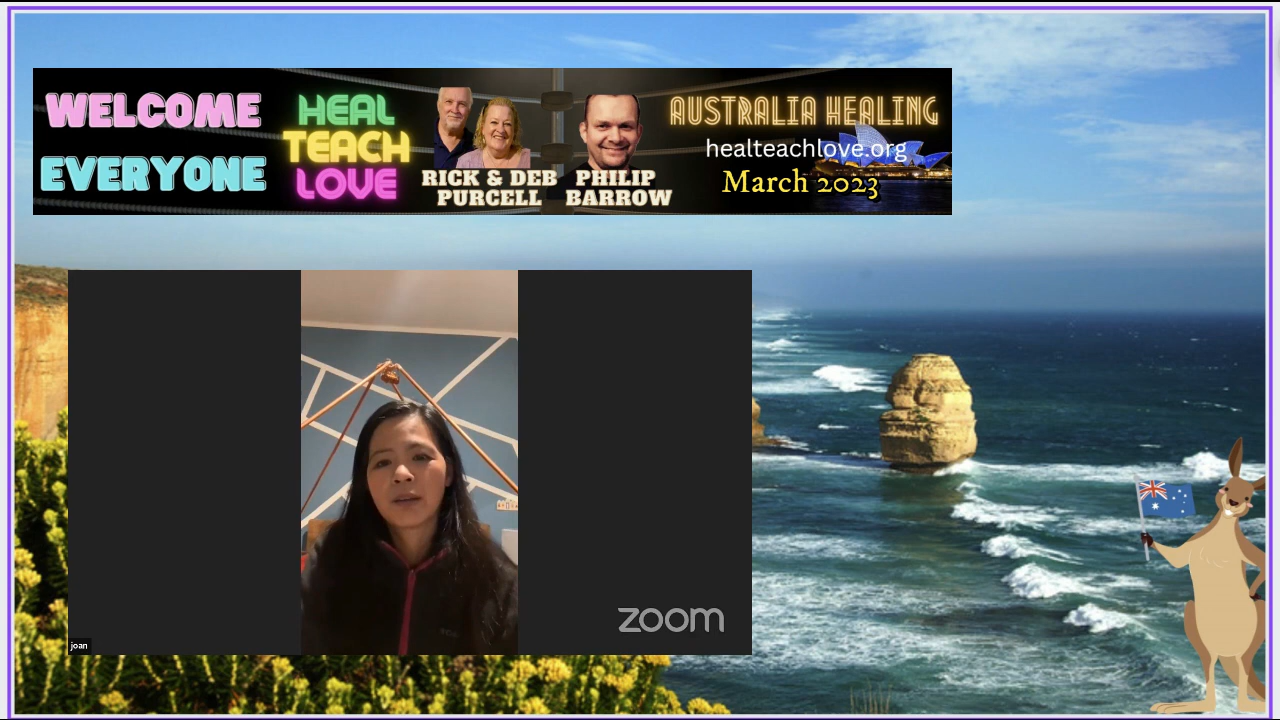 WELCOME
EVERYONE
HEAL
TEACH
LOVE
RICK & DEB
PURCELL
PHILIP
BARROW
AUSTRALIA HEALING
healteachlove.org
March 2023
zoom
joan